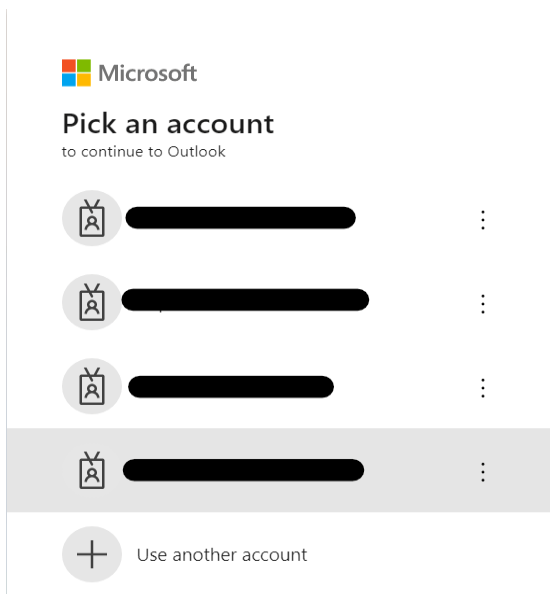 Microsoft
Pick an account
to continue to Outlook
Use another account